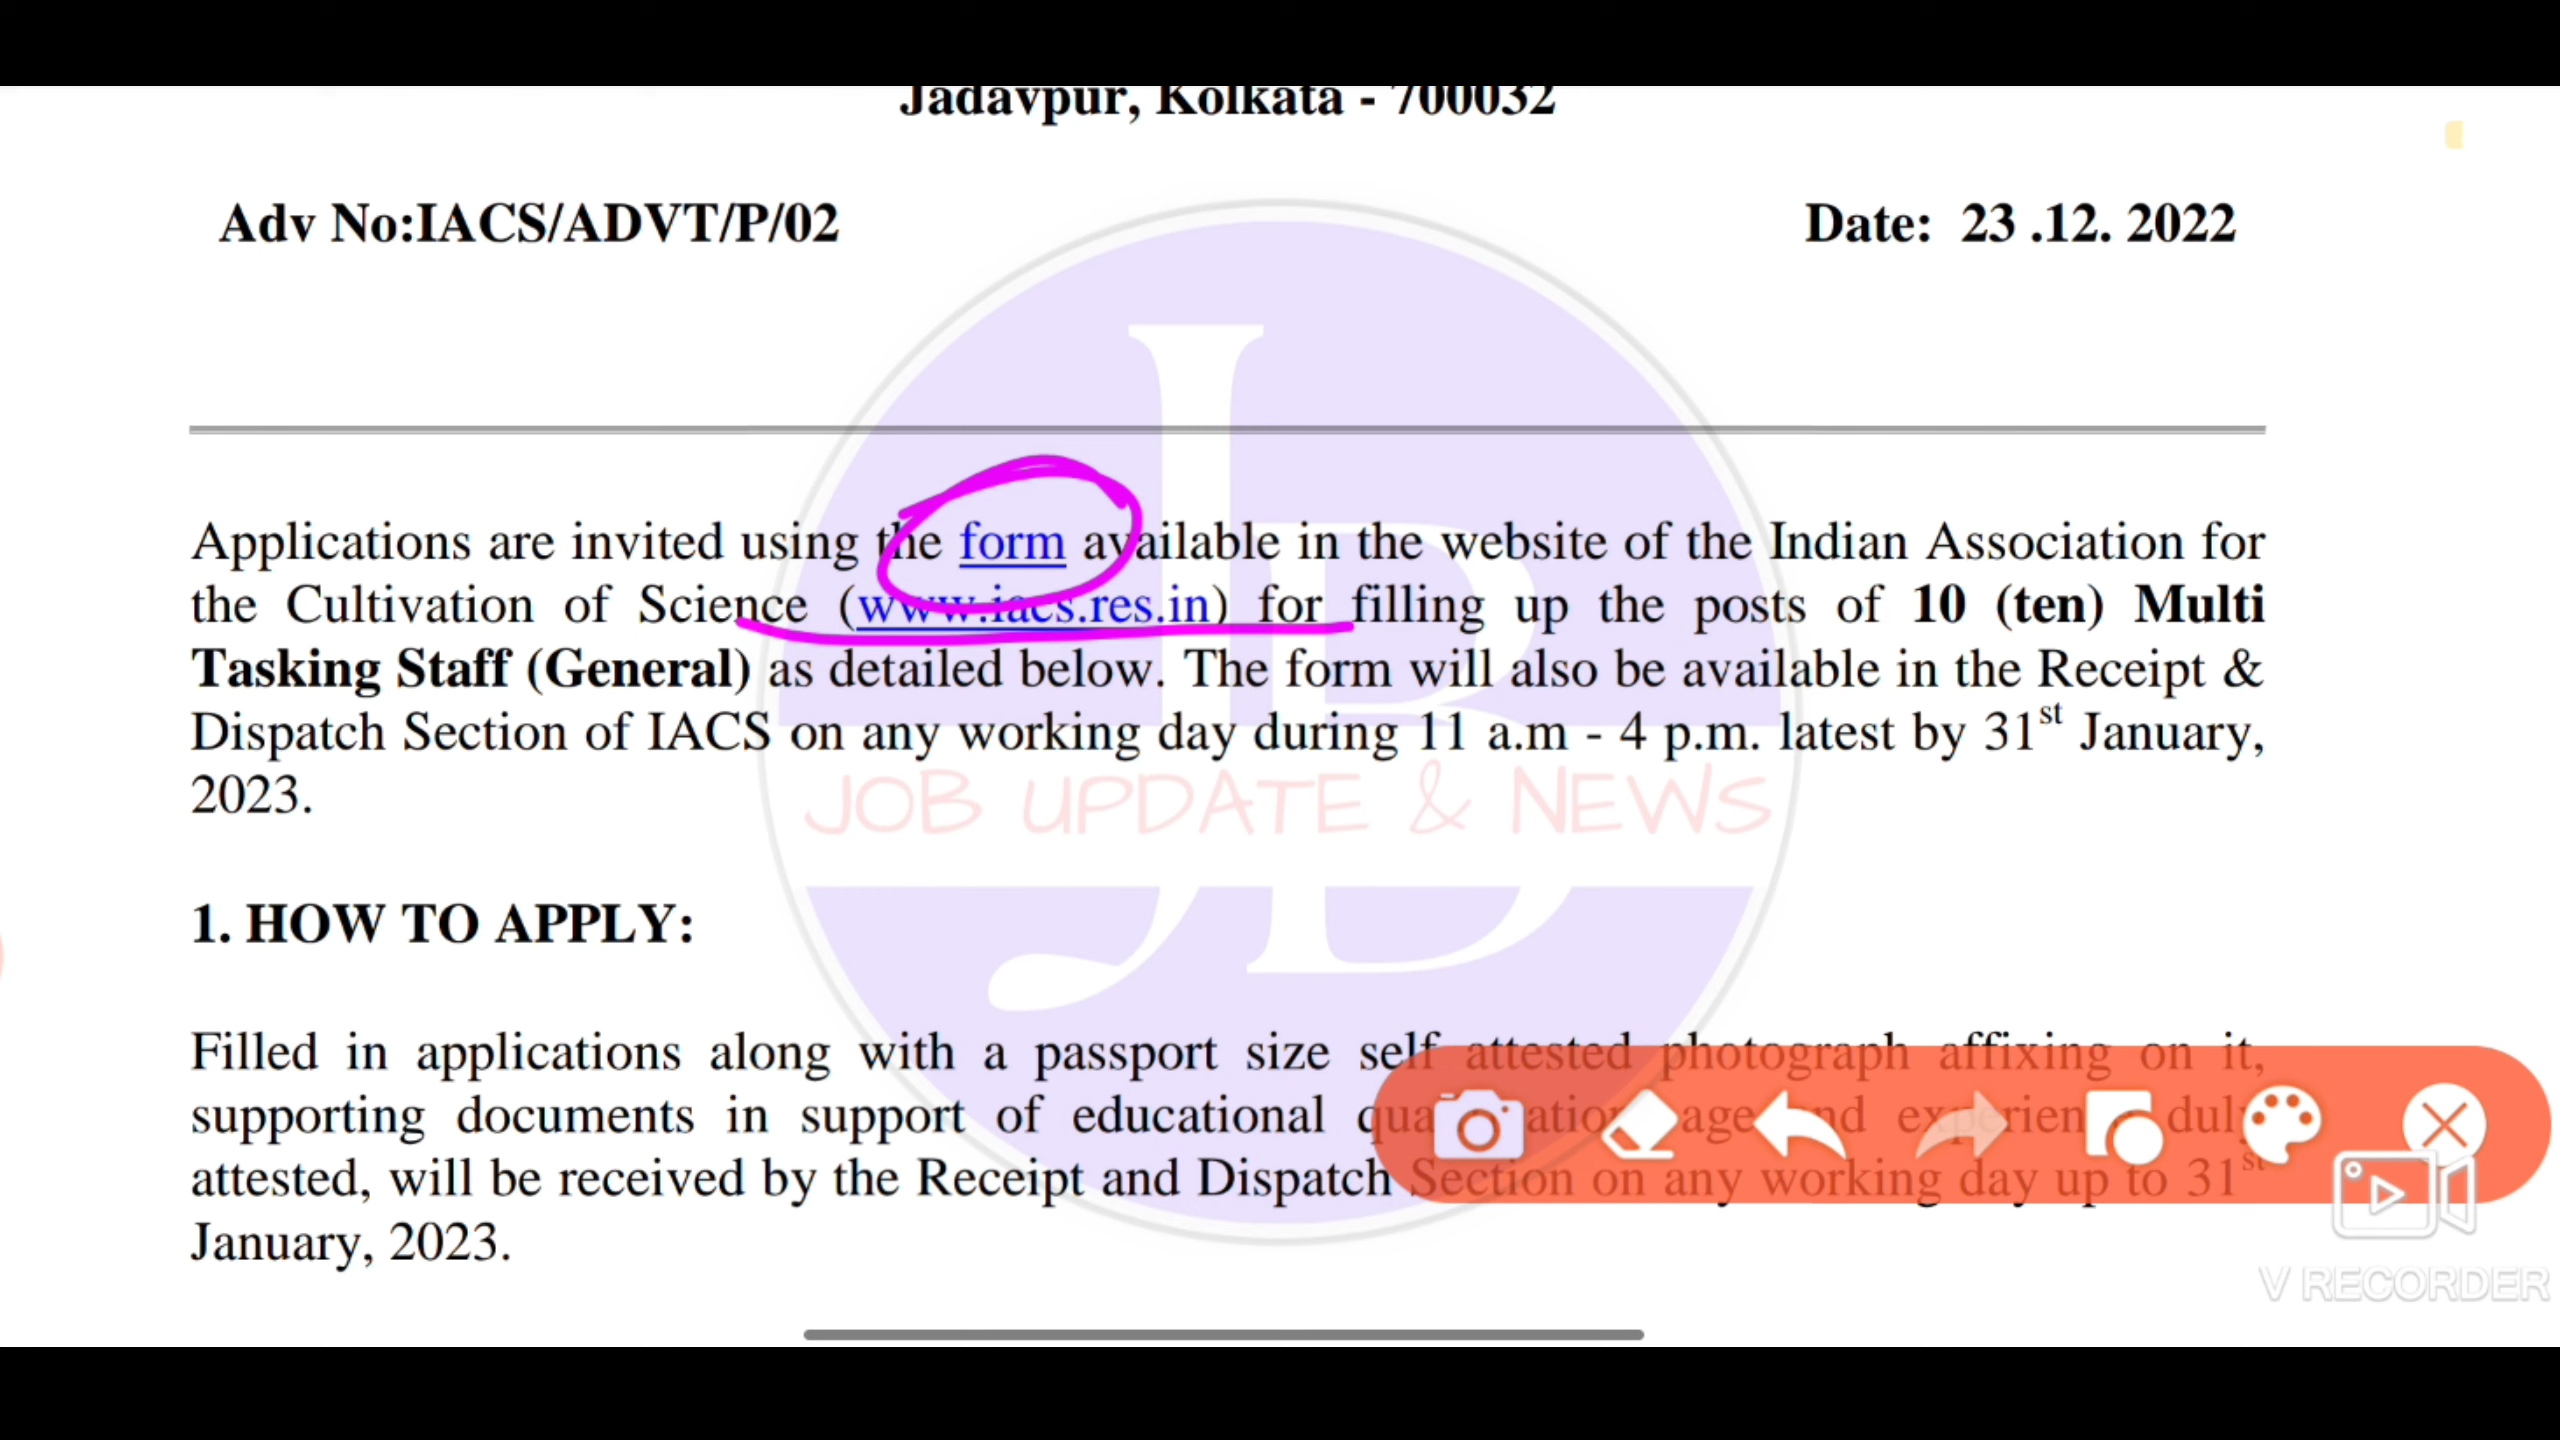 Jadavpur, Kolkata - 700032
Adv No:IACS/ADVT/P/02 Date: 23 .12. 2022
Applications are invited using the form available in the website of the Indian Association for
the Cultivation of Science (www.iacs.res.in) for filling up the posts of 10 (ten) Multi
Tasking Staff (General) as detailed below. The form will also be available in the Receipt &
Dispatch Section of IACS on any working day during 11 a.m - 4 p.m. latest by 31st January,
2023.
JOB UPDATE & NEWS
JB
1. HOW TO APPLY:
Filled in applications along with a passport size self attested photograph affixing on it,
supporting documents in support of educational age experience duly
attested, will be received by the Receipt and Dispatch Section on any working day up to 31st
January, 2023.
V RECORDER